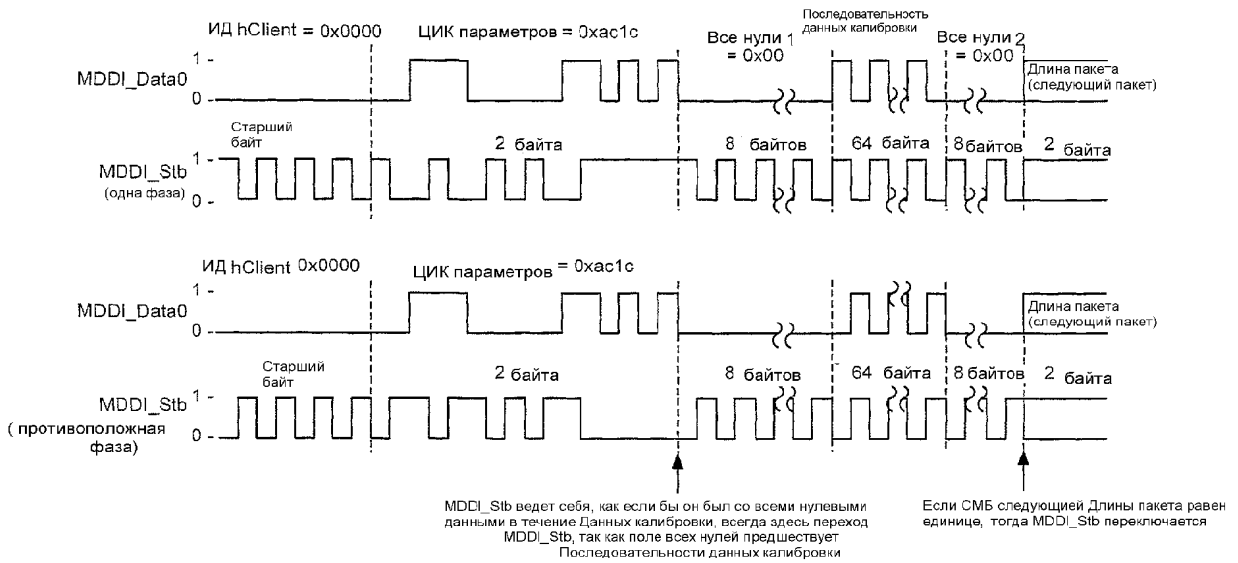 Последовательность
данных калибровки
ИД hClient = 0x0000
ЦИК параметров = 0xac1c
Все нули 1
= 0x00
Все нули 2
= 0x00
MDDI_Data0
1
0
Длина пакета
(следующий пакет)
Старший
байт
2 байта
8 байтов
64 байта
8 байтов
2 байта
MDDI_Stb
(одна фаза)
1
0
ИД hClient 0x0000
ЦИК параметров = 0xac1c
MDDI_Data0
1
0
Длина пакета
(следующий пакет)
Старший
байт
2 байта
8 байтов
64 байта
8 байтов
2 байта
MDDI_Stb
( противоположная
фаза)
1
0
MDDI_Stb ведет себя, как если бы он был со всеми нулевыми
данными в течение Данных калибровки, всегда здесь переход
MDDI_Stb, так как поле всех нулей предшествует
Последовательности данных калибровки
Если СМБ следующией Длины пакета равен
единице, тогда MDDI_Stb переключается